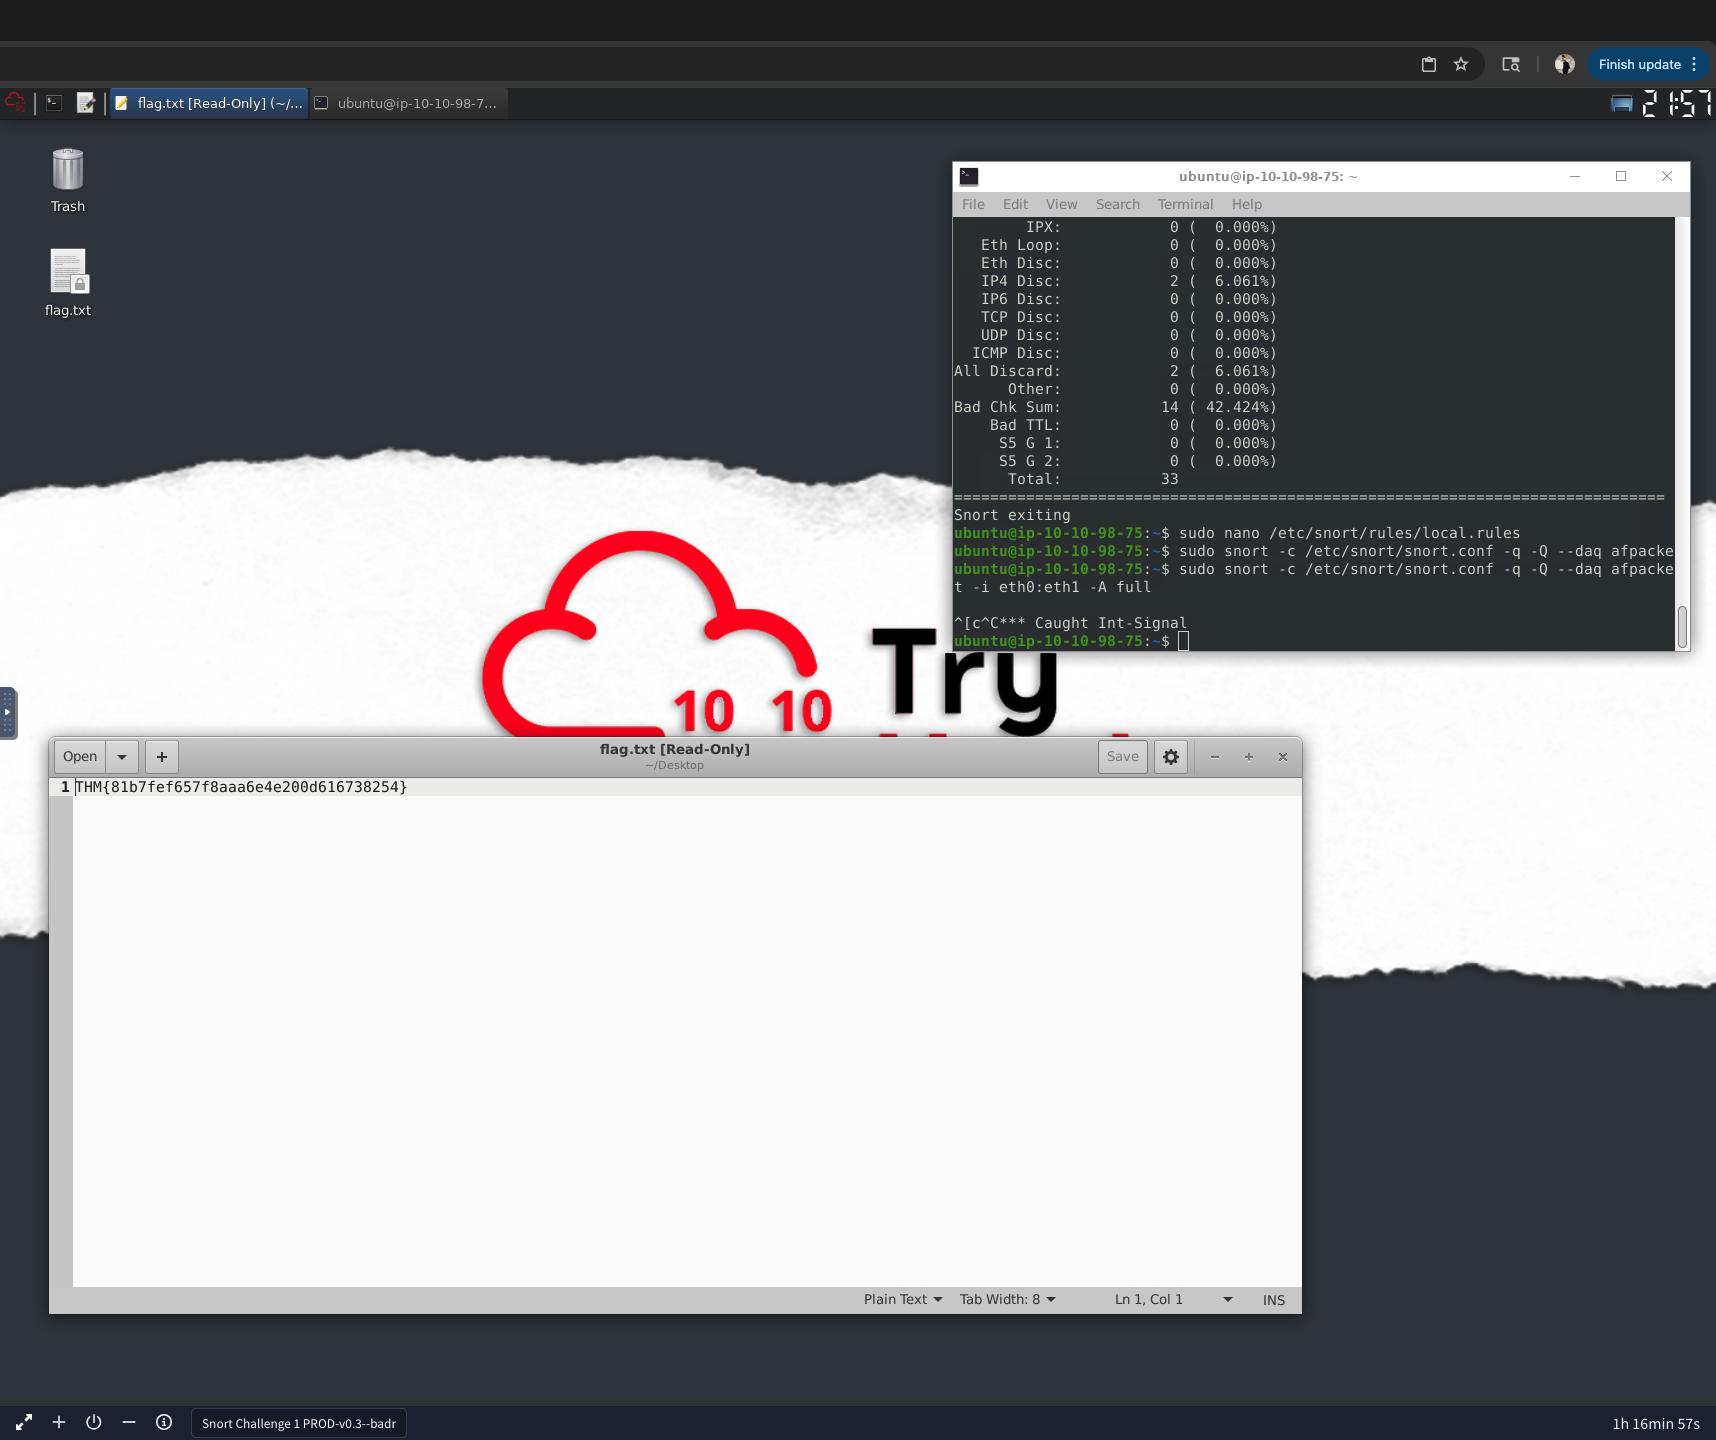 Finish update
flag.txt [Read-Only] (~/...
ubuntu@ip-10-10-98-7...
21:57
Trash
flag.txt
ubuntu@ip-10-10-98-75: ~
File Edit View Search Terminal Help
IPX: 0 ( 0.000%)
Eth Loop: 0 ( 0.000%)
Eth Disc: 0 ( 0.000%)
IP4 Disc: 2 ( 6.061%)
IP6 Disc: 0 ( 0.000%)
TCP Disc: 0 ( 0.000%)
UDP Disc: 0 ( 0.000%)
ICMP Disc: 0 ( 0.000%)
All Discard: 2 ( 6.061%)
Other: 0 ( 0.000%)
Bad Chk Sum: 14 ( 42.424%)
Bad TTL: 0 ( 0.000%)
S5 G 1: 0 ( 0.000%)
S5 G 2: 0 ( 0.000%)
Total: 33
===============================================================================
Snort exiting
ubuntu@ip-10-10-98-75:~$ sudo nano /etc/snort/rules/local.rules
ubuntu@ip-10-10-98-75:~$ sudo snort -c /etc/snort/snort.conf -q -Q --daq afpacke
ubuntu@ip-10-10-98-75:~$ sudo snort -c /etc/snort/snort.conf -q -Q --daq afpacke
t -i eth0:eth1 -A full
^[c^C*** Caught Int-Signal
ubuntu@ip-10-10-98-75:~$
Try
10 10
Open
flag.txt [Read-Only]
~/Desktop
Save
1 THM{81b7fef657f8aaa6e4e200d616738254}
Plain Text Tab Width: 8 Ln 1, Col 1 INS
Snort Challenge 1 PROD-v0.3--badr
1h 16min 57s